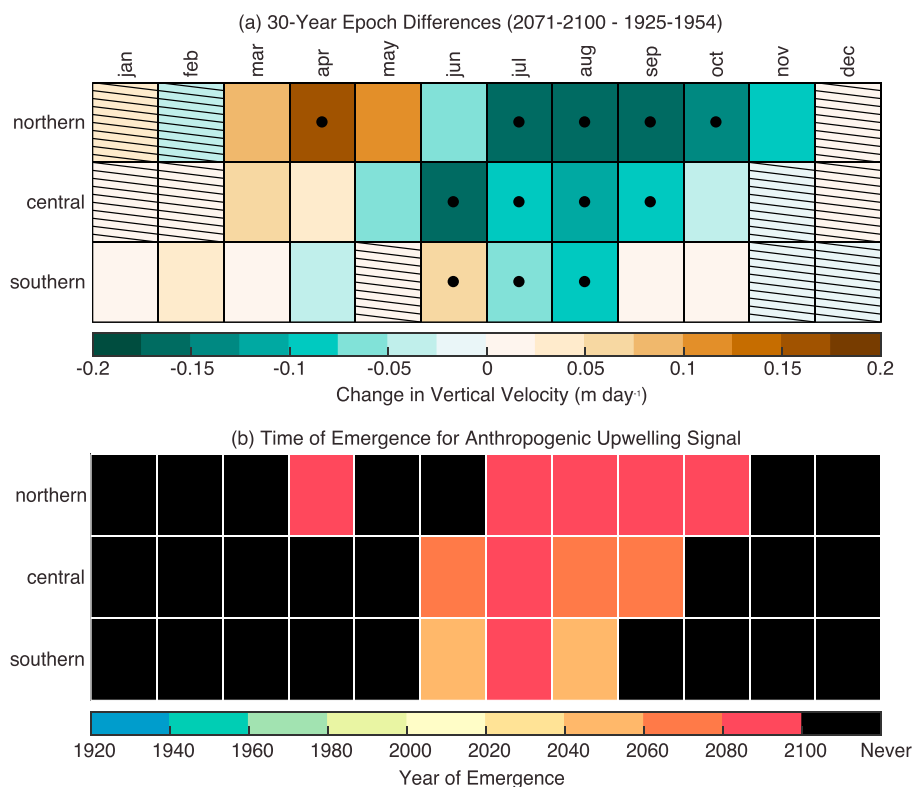 (a) 30-Year Epoch Differences (2071-2100 - 1925-1954)
jan feb mar apr may jun jul aug sep oct nov dec
northern
central
southern
-0.2 -0.15 -0.1 -0.05 0 0.05 0.1 0.15 0.2
Change in Vertical Velocity (m day-1)
(b) Time of Emergence for Anthropogenic Upwelling Signal
northern
central
southern
1920 1940 1960 1980 2000 2020 2040 2060 2080 2100 Never
Year of Emergence